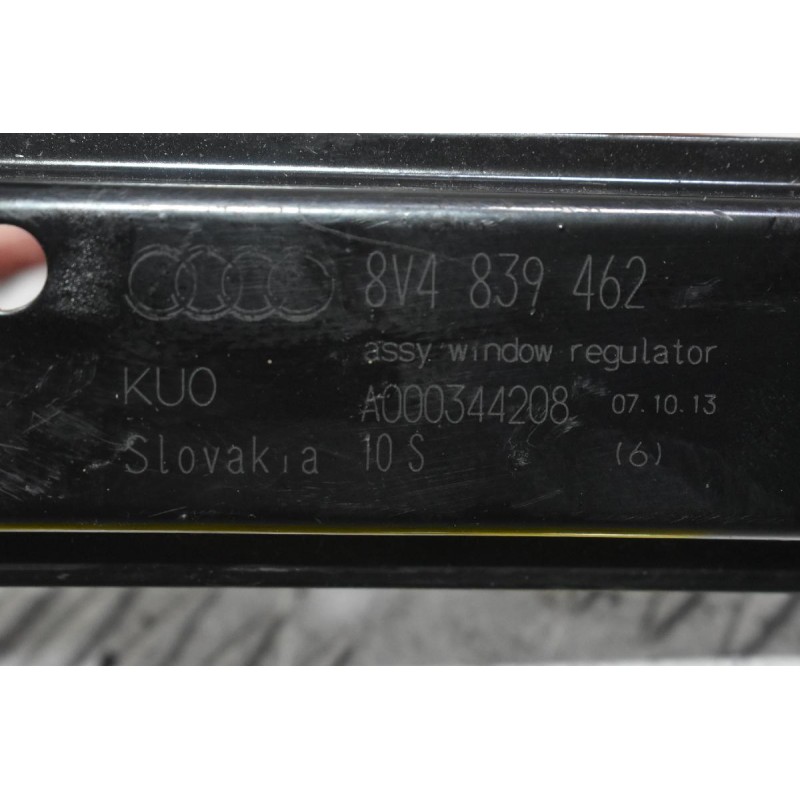 8V4 839 462
assy window regulator
KUO A000344208 07.10.13
Slovakia 10 S (6)